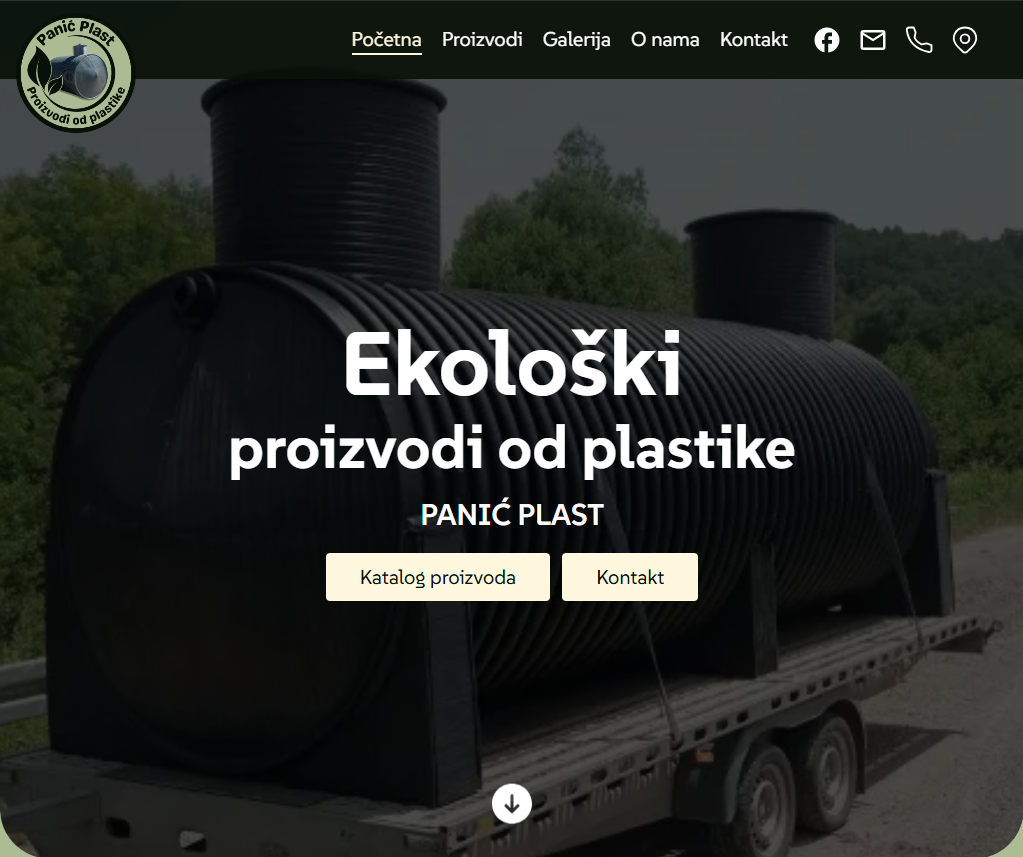 Panić Plast
Proizvodi od plastike
Početna Proizvodi Galerija O nama Kontakt
Ekološki
proizvodi od plastike
PANIĆ PLAST
Katalog proizvoda Kontakt